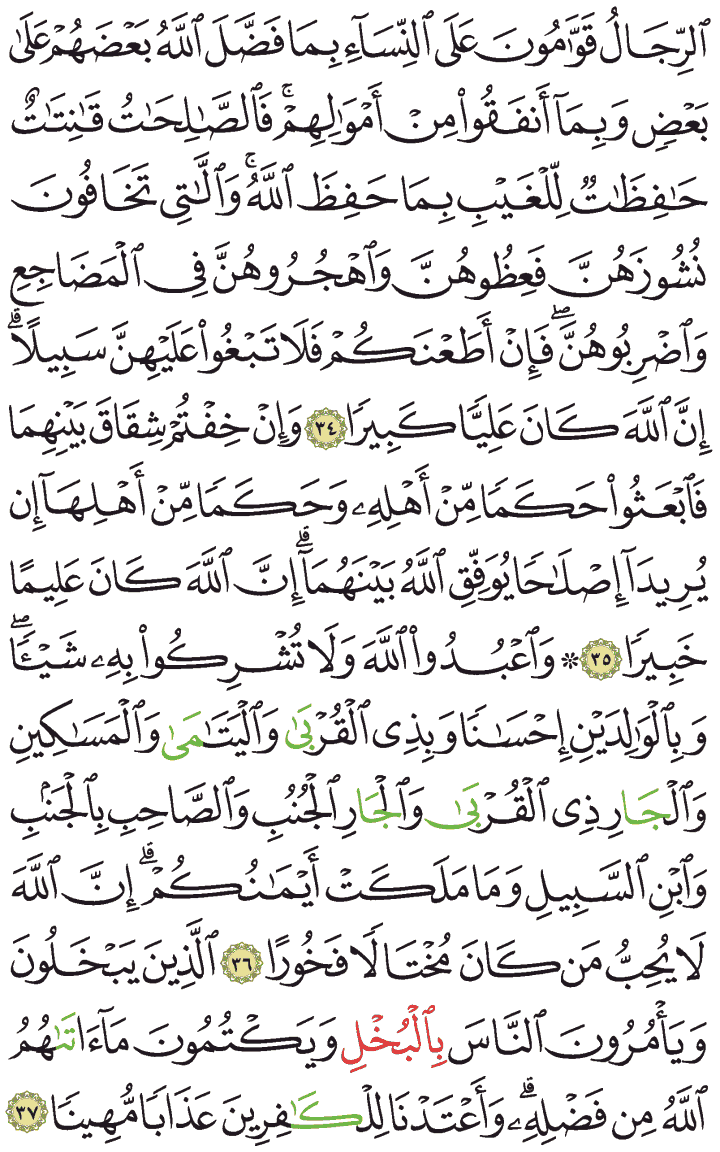 ٱلرِّجَالُ قَوَّٰمُونَ عَلَى ٱلنِّسَآءِ بِمَا فَضَّلَ ٱللَّهُ بَعْضَهُمْ عَلَىٰ
بَعْضٖ وَبِمَآ أَنفَقُواْ مِنْ أَمْوَٰلِهِمْۚ فَٱلصَّٰلِحَٰتُ قَٰنِتَٰتٌ
حَٰفِظَٰتٞ لِّلْغَيْبِ بِمَا حَفِظَ ٱللَّهُۚ وَٱلَّٰتِي تَخَافُونَ
نُشُوزَهُنَّ فَعِظُوهُنَّ وَٱهْجُرُوهُنَّ فِي ٱلْمَضَاجِعِ
وَٱضْرِبُوهُنَّۖ فَإِنْ أَطَعْنَكُمْ فَلَا تَبْغُواْ عَلَيْهِنَّ سَبِيلًاۗ
إِنَّ ٱللَّهَ كَانَ عَلِيّٗا كَبِيرٗا ٣٤ وَإِنْ خِفْتُمْ شِقَاقَ بَيْنِهِمَا
فَٱبْعَثُواْ حَكَمٗا مِّنْ أَهْلِهِۦ وَحَكَمٗا مِّنْ أَهْلِهَآ إِن
يُرِيدَآ إِصْلَٰحٗا يُوَفِّقِ ٱللَّهُ بَيْنَهُمَآۗ إِنَّ ٱللَّهَ كَانَ عَلِيمًا
خَبِيرٗا ٣٥ ۞ وَٱعْبُدُواْ ٱللَّهَ وَلَا تُشْرِكُواْ بِهِۦ شَيْـٔٗاۖ
وَبِٱلْوَٰلِدَيْنِ إِحْسَٰنٗا وَبِذِي ٱلْقُرْبَىٰ وَٱلْيَتَٰمَىٰ وَٱلْمَسَٰكِينِ
وَٱلْجَارِ ذِي ٱلْقُرْبَىٰ وَٱلْجَارِ ٱلْجُنُبِ وَٱلصَّاحِبِ بِٱلْجَنۢبِ
وَٱبْنِ ٱلسَّبِيلِ وَمَا مَلَكَتْ أَيْمَٰنُكُمْۗ إِنَّ ٱللَّهَ
لَا يُحِبُّ مَن كَانَ مُخْتَالٗا فَخُورًا ٣٦ ٱلَّذِينَ يَبْخَلُونَ
وَيَأْمُرُونَ ٱلنَّاسَ بِٱلْبُخْلِ وَيَكْتُمُونَ مَآ ءَاتَىٰهُمُ
ٱللَّهُ مِن فَضْلِهِۦۗ وَأَعْتَدْنَا لِلْكَٰفِرِينَ عَذَابٗا مُّهِينٗا ٣٧